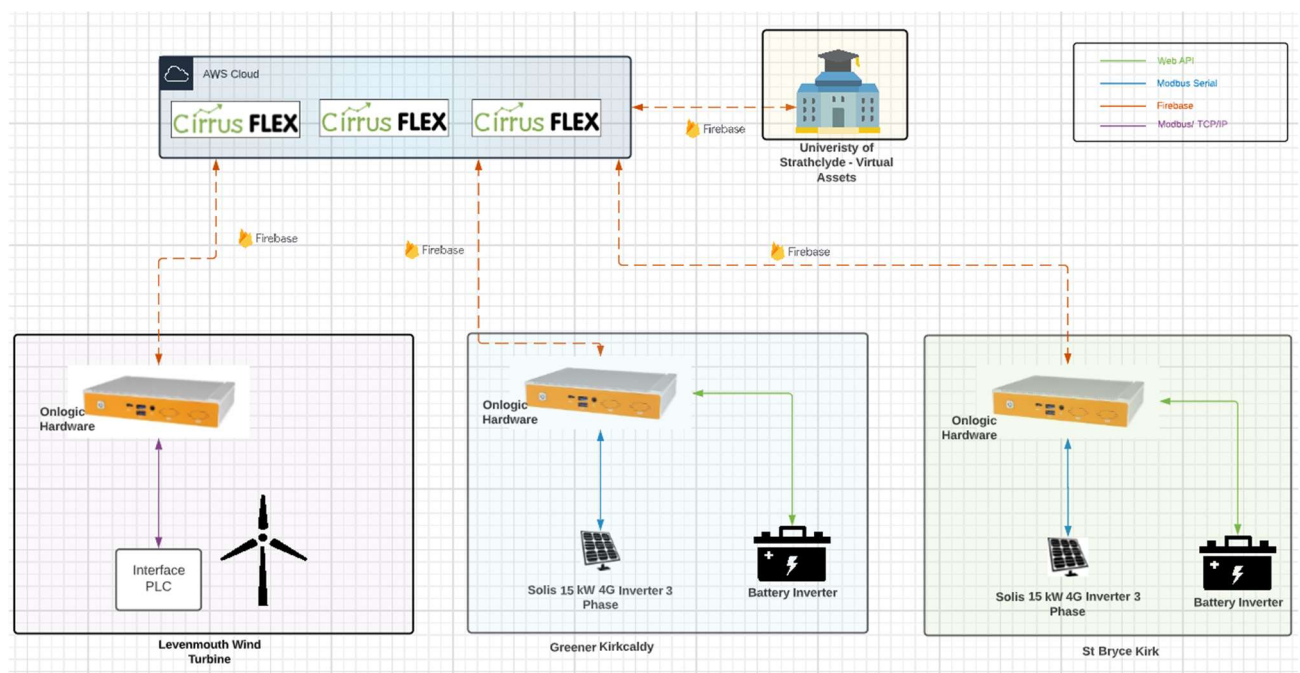 AWS Cloud
Cirrus FLEX
Cirrus FLEX
Cirrus FLEX
Firebase
Univeristy of
Strathclyde - Virtual
Assets
Web API
Modbus Serial
Firebase
Modbus/ TCP/IP
Firebase
Firebase
Firebase
Onlogic
Hardware
Interface
PLC
Levenmouth Wind
Turbine
Onlogic
Hardware
Solis 15 kW 4G Inverter 3
Phase
Battery Inverter
Greener Kirkcaldy
Onlogic
Hardware
Solis 15 kW 4G Inverter 3
Phase
Battery Inverter
St Bryce Kirk